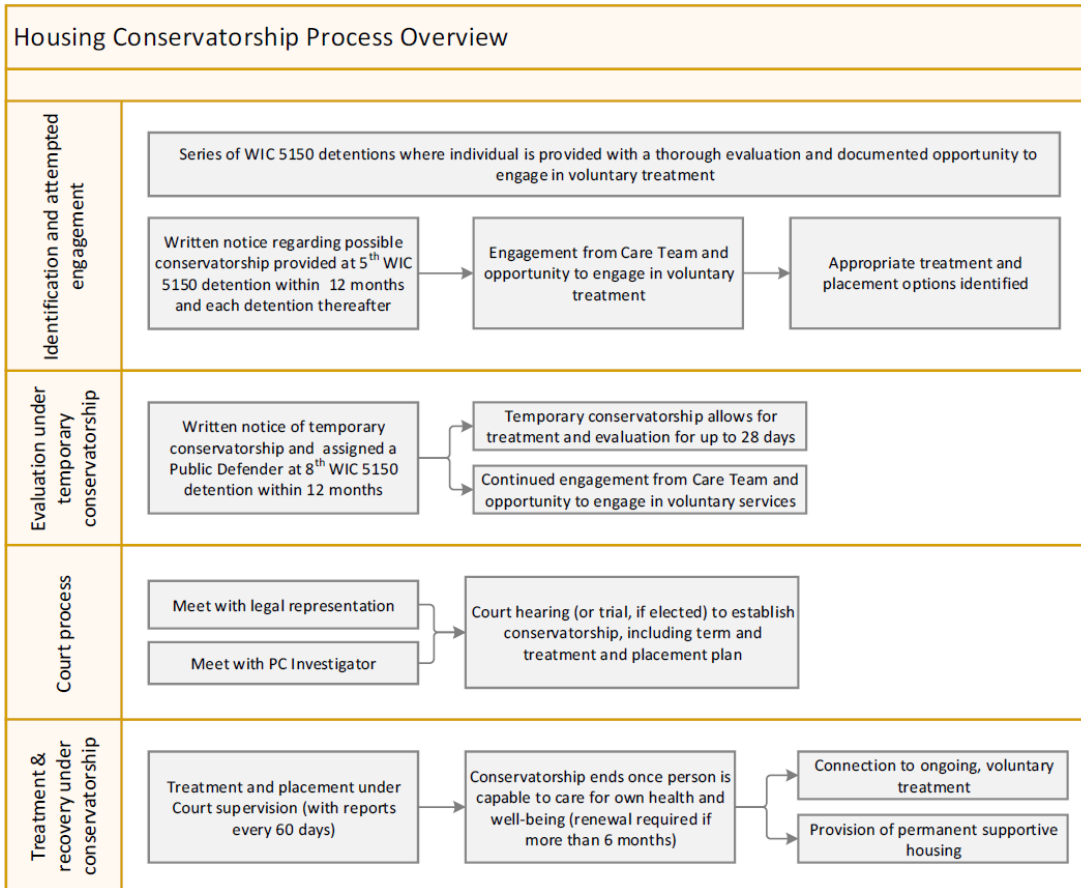 Housing Conservatorship Process Overview
Identification and attempted
engagement
Series of WIC 5150 detentions where individual is provided with a thorough evaluation and documented opportunity to
engage in voluntary treatment
Written notice regarding possible
conservatorship provided at 5th WIC
5150 detention within 12 months
and each detention thereafter
Engagement from Care Team and
opportunity to engage in voluntary
treatment
Appropriate treatment and
placement options identified
Evaluation under
temporary
conservatorship
Written notice of temporary
conservatorship and assigned a
Public Defender at 8th WIC 5150
detention within 12 months
Temporary conservatorship allows for
treatment and evaluation for up to 28 days
Continued engagement from Care Team and
opportunity to engage in voluntary services
Court process
Meet with legal representation
Meet with PC Investigator
Court hearing (or trial, if elected) to establish
conservatorship, including term and
treatment and placement plan
Treatment &
recovery under
conservatorship
Treatment and placement under
Court supervision (with reports
every 60 days)
Conservatorship ends once person is
capable to care for own health and
well-being (renewal required if
more than 6 months)
Connection to ongoing, voluntary
treatment
Provision of permanent supportive
housing